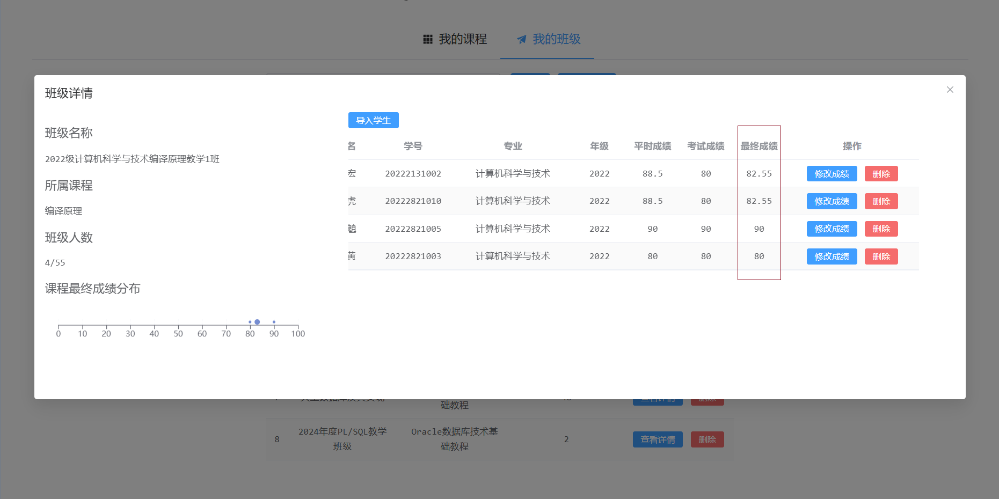 我的课程
我的班级
班级详情
导入学生
班级名称
2022级计算机科学与技术编译原理教学1班
所属课程
编译原理
班级人数
4/55
课程最终成绩分布
0 10 20 30 40 50 60 70 80 90 100
名 学号 专业 年级 平时成绩 考试成绩 最终成绩 操作
宏 20222131002 计算机科学与技术 2022 88.5 80 82.55 修改成绩 删除
虎 20222821010 计算机科学与技术 2022 88.5 80 82.55 修改成绩 删除
20222821005 计算机科学与技术 2022 90 90 90 修改成绩 删除
黄 20222821003 计算机科学与技术 2022 80 80 80 修改成绩 删除
础教程
查看详情 删除
8 2024年度PL/SQL教学 Oracle数据库技术基 2 查看详情 删除
班级 础教程